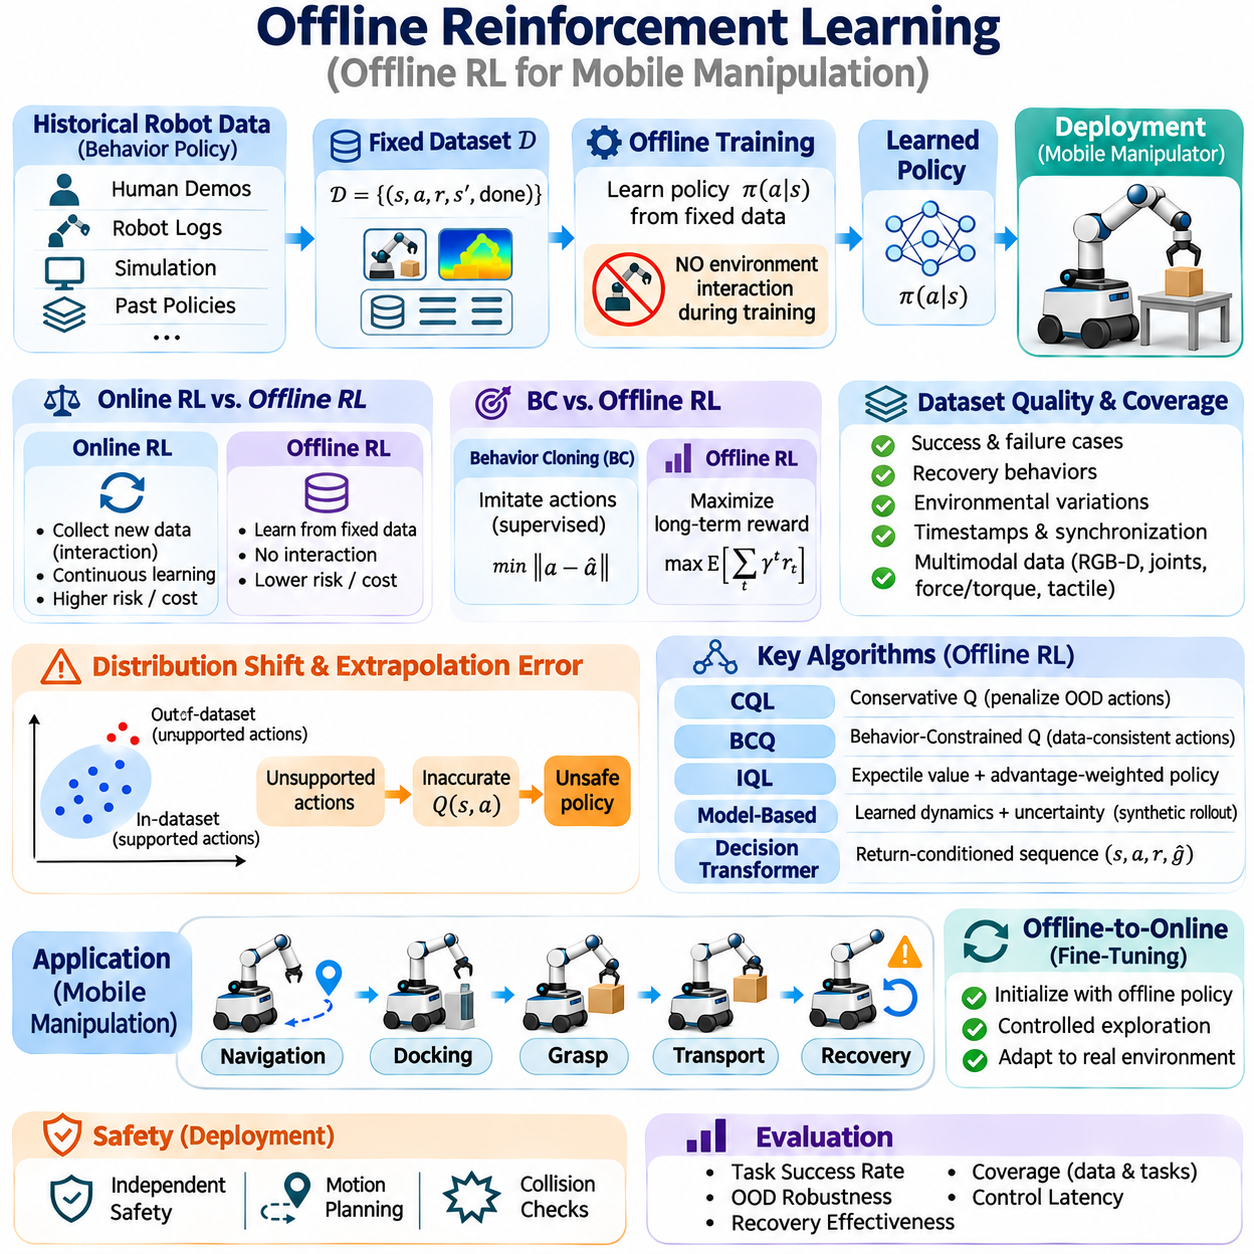 Offline Reinforcement Learning
(Offline RL for Mobile Manipulation)
Historical Robot Data
(Behavior Policy)
Human Demos
Robot Logs
Simulation
Past Policies
...
Fixed Dataset 𝒟
𝒟 = {(s, a, r, s′, done)}
Offline Training
Learn policy π(a|s)
from fixed data
NO environment
interaction
during training
Learned
Policy
π(a|s)
Deployment
(Mobile Manipulator)
Online RL vs. Offline RL
Online RL
• Collect new data
(interaction)
• Continuous learning
• Higher risk / cost
Offline RL
• Learn from fixed data
• No interaction
• Lower risk / cost
BC vs. Offline RL
Behavior Cloning (BC)
Imitate actions
(supervised)
min ‖a − â‖
Offline RL
Maximize
long-term reward
max E[∑ₜ γᵗrₜ]
Dataset Quality & Coverage
Success & failure cases
Recovery behaviors
Environmental variations
Timestamps & synchronization
Multimodal data (RGB-D, joints,
force/torque, tactile)
Distribution Shift & Extrapolation Error
Out-of-dataset
(unsupported actions)
In-dataset
(supported actions)
Unsupported
actions
Inaccurate
Q(s, a)
Unsafe
policy
Key Algorithms (Offline RL)
CQL Conservative Q (penalize OOD actions)
BCQ Behavior-Constrained Q (data-consistent actions)
IQL Expectile value + advantage-weighted policy
Model-Based Learned dynamics + uncertainty (synthetic rollout)
Decision
Transformer
Return-conditioned sequence (s, a, r, ĝ)
Application
(Mobile
Manipulation)
Navigation
Docking
Grasp
Transport
Recovery
Offline-to-Online
(Fine-Tuning)
Initialize with offline policy
Controlled exploration
Adapt to real environment
Safety (Deployment)
Independent
Safety
Motion
Planning
Collision
Checks
Evaluation
• Task Success Rate
• OOD Robustness
• Recovery Effectiveness
• Coverage (data & tasks)
• Control Latency